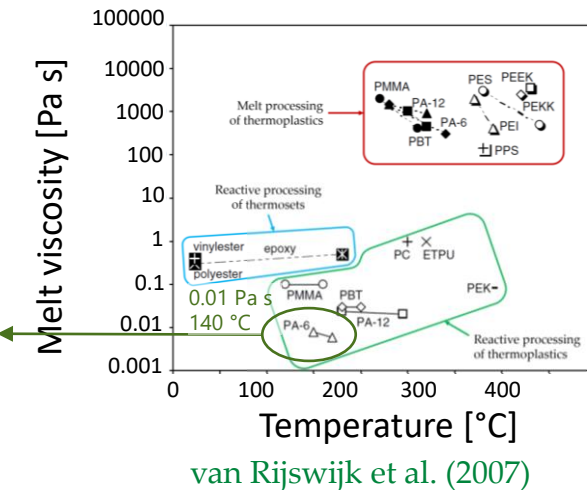 100000
10000
1000
100
10
1
0.1
0.01
0.001
Melt viscosity [Pa s]
0
100
200
300
400
Temperature [°C]
Melt processing
of thermoplastics
PMMA
PA-12
PA-6
PBT
PES
PEEK
PEKK
PEI
PPS
Reactive processing
of thermosets
vinylester
epoxy
polyester
0.01 Pa s
140 °C
PMMA
PBT
PA-6
PA-12
PC
ETPU
PEK
Reactive processing
of thermoplastics
van Rijswijk et al. (2007)